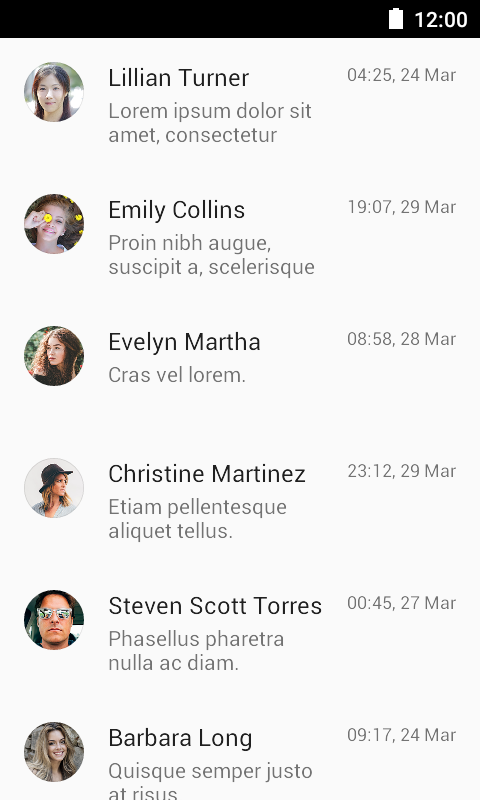 12:00
Lillian Turner
04:25, 24 Mar
Lorem ipsum dolor sit
amet, consectetur
Emily Collins
19:07, 29 Mar
Proin nibh augue,
suscipit a, scelerisque
Evelyn Martha
08:58, 28 Mar
Cras vel lorem.
Christine Martinez
23:12, 29 Mar
Etiam pellentesque
aliquet tellus.
Steven Scott Torres
00:45, 27 Mar
Phasellus pharetra
nulla ac diam.
Barbara Long
09:17, 24 Mar
Quisque semper justo
at risus